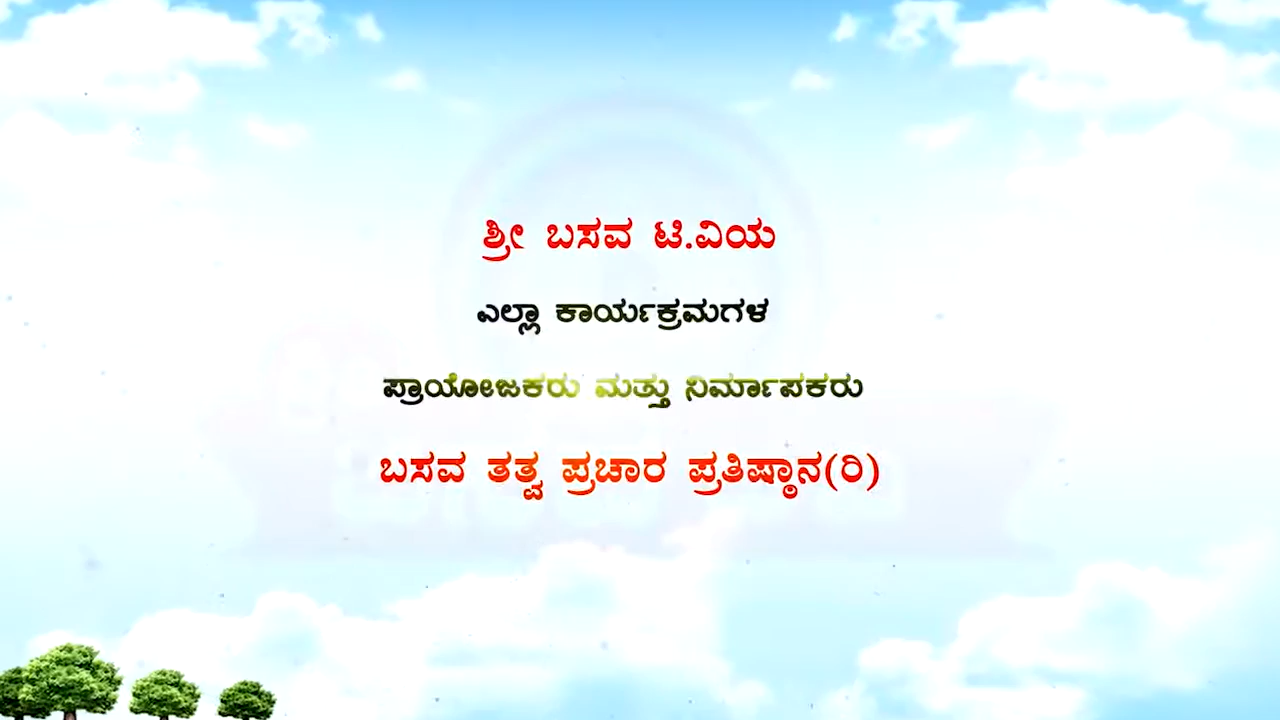 ಶ್ರೀ ಬಸವ ಟಿ.ವಿಯ
ಎಲ್ಲಾ ಕಾರ್ಯಕ್ರಮಗಳ
ಪ್ರಾಯೋಜಕರು ಮತ್ತು ನಿರ್ಮಾಪಕರು
ಬಸವ ತತ್ವ ಪ್ರಚಾರ ಪ್ರತಿಷ್ಠಾನ(ರಿ)